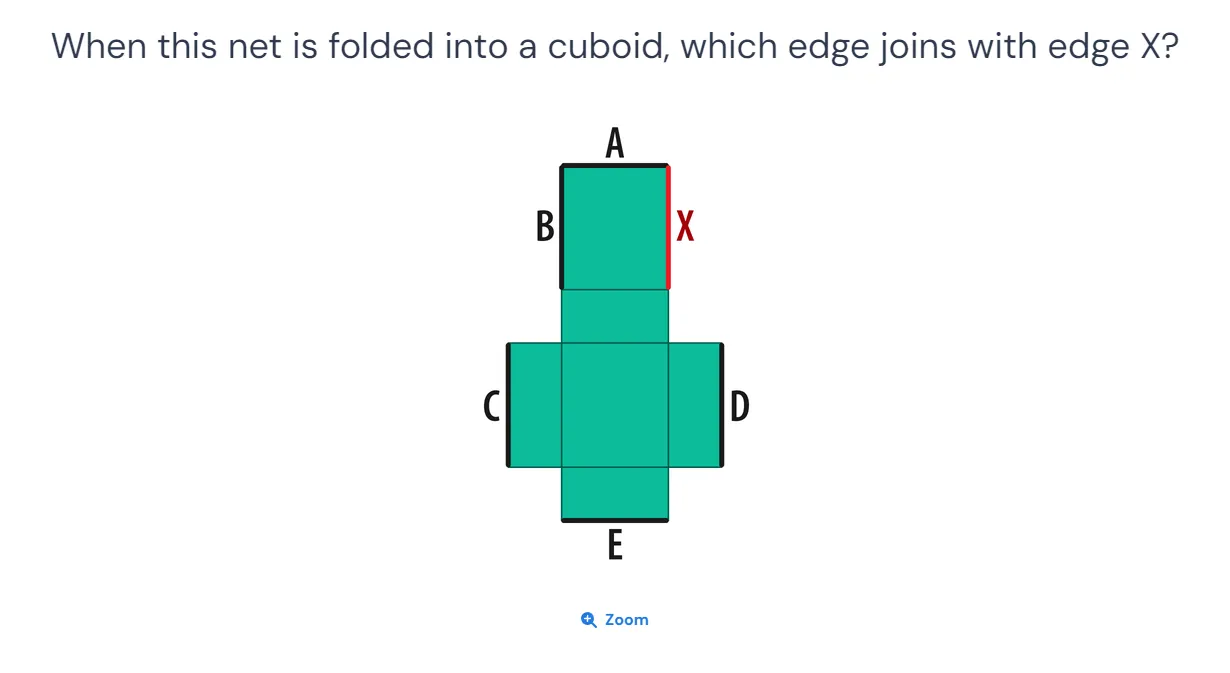 When this net is folded into a cuboid, which edge joins with edge X?
A
B
X
C
D
E
Zoom